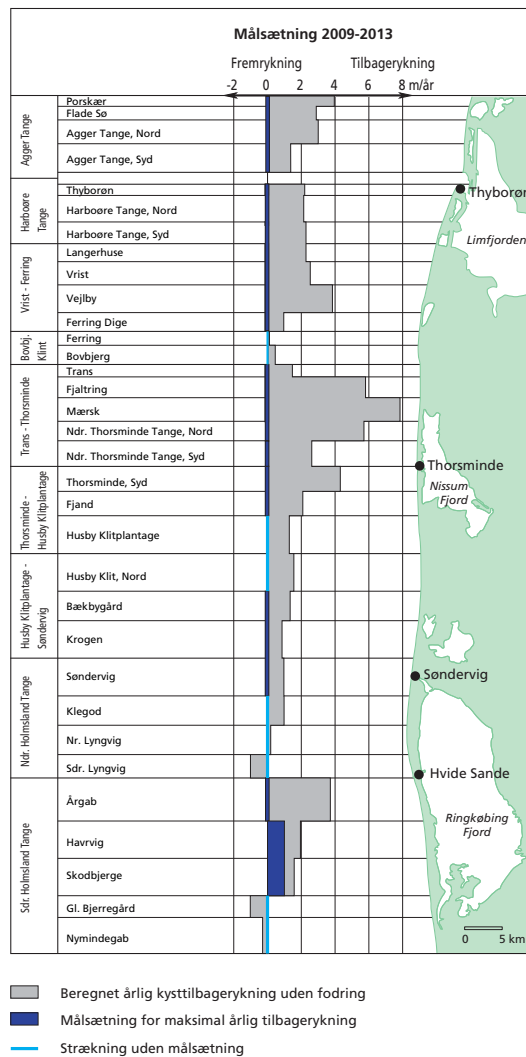 Målsætning 2009-2013
Fremrykning
Tilbagerykning
-2
0
2
4
6
8 m/år
Agger Tange
Porskær
Flade Sø
Agger Tange, Nord
Agger Tange, Syd
Harboøre
Tange
Thyborøn
Harboøre Tange, Nord
Harboøre Tange, Syd
Vrist - Ferring
Langerhuse
Vrist
Vejlby
Ferring Dige
Bovbj.
Klint
Ferring
Bovbjerg
Trans - Thorsminde
Trans
Fjaltring
Mærsk
Ndr. Thorsminde Tange, Nord
Ndr. Thorsminde Tange, Syd
Thorsminde -
Husby Klitplantage
Thorsminde, Syd
Fjand
Husby Klitplantage
Husby Klitplantage -
Søndervig
Husby Klit, Nord
Bækbygård
Krogen
Ndr. Holmsland Tange
Søndervig
Klegod
Nr. Lyngvig
Sdr. Lyngvig
Sdr. Holmsland Tange
Årgab
Havrvig
Skodbjerge
Gl. Bjerregård
Nymindegab
Thyborøn
Limfjorden
Thorsminde
Nissum
Fjord
Søndervig
Hvide Sande
Ringkøbing
Fjord
0 5 km
Beregnet årlig kysttilbagerykning uden fodring
Målsætning for maksimal årlig tilbagerykning
Strækning uden målsætning